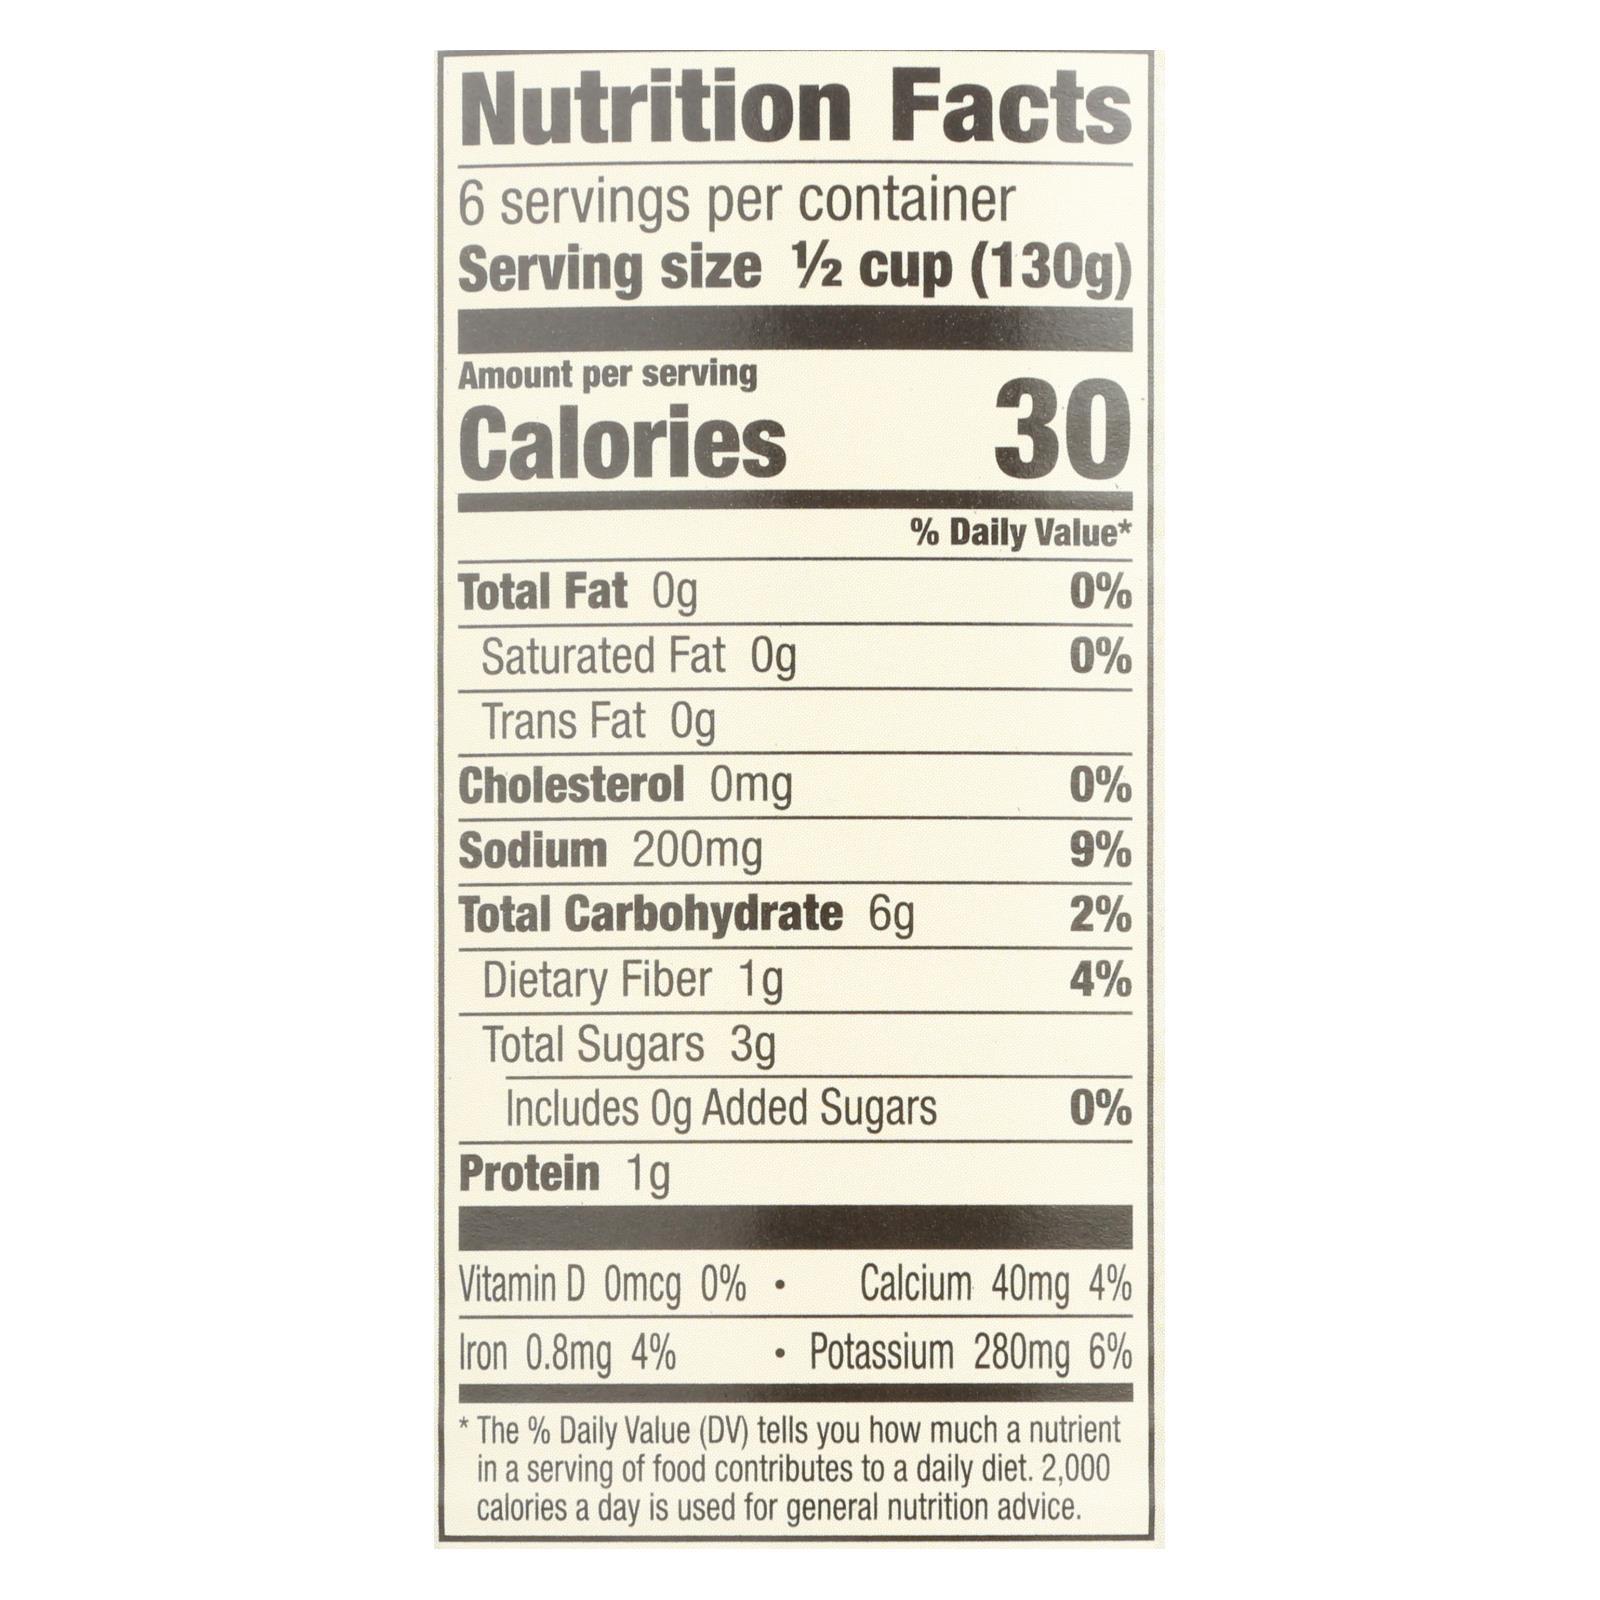 Nutrition Facts
6 servings per container
Serving size ½ cup (130g)
Amount per serving
Calories 30
% Daily Value*
Total Fat 0g 0%
Saturated Fat 0g 0%
Trans Fat 0g
Cholesterol 0mg 0%
Sodium 200mg 9%
Total Carbohydrate 6g 2%
Dietary Fiber 1g 4%
Total Sugars 3g
Includes 0g Added Sugars 0%
Protein 1g
Vitamin D 0mcg 0% • Calcium 40mg 4%
Iron 0.8mg 4% • Potassium 280mg 6%
* The % Daily Value (DV) tells you how much a nutrient
in a serving of food contributes to a daily diet. 2,000
calories a day is used for general nutrition advice.